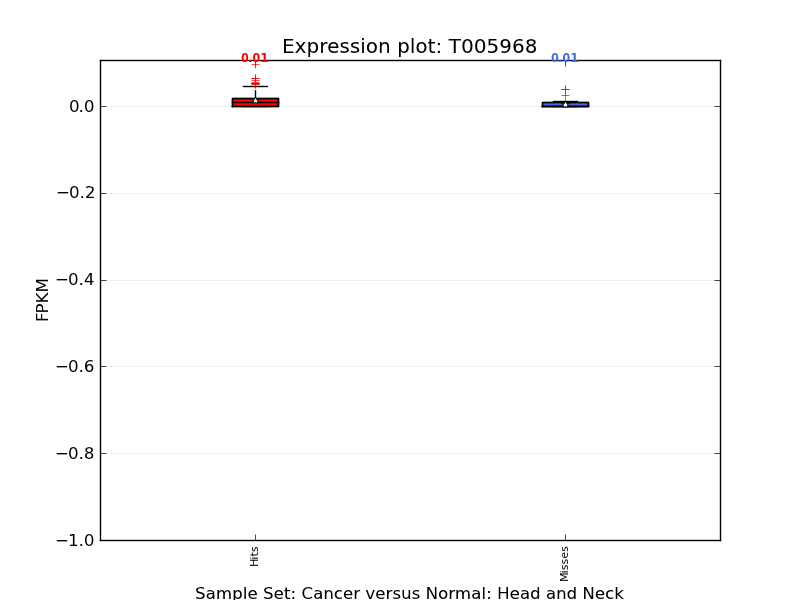 Expression plot: T005968
0.01
0.01
0.0
−0.2
−0.4
−0.6
−0.8
−1.0
FPKM
Hits
Misses
Sample Set: Cancer versus Normal: Head and Neck